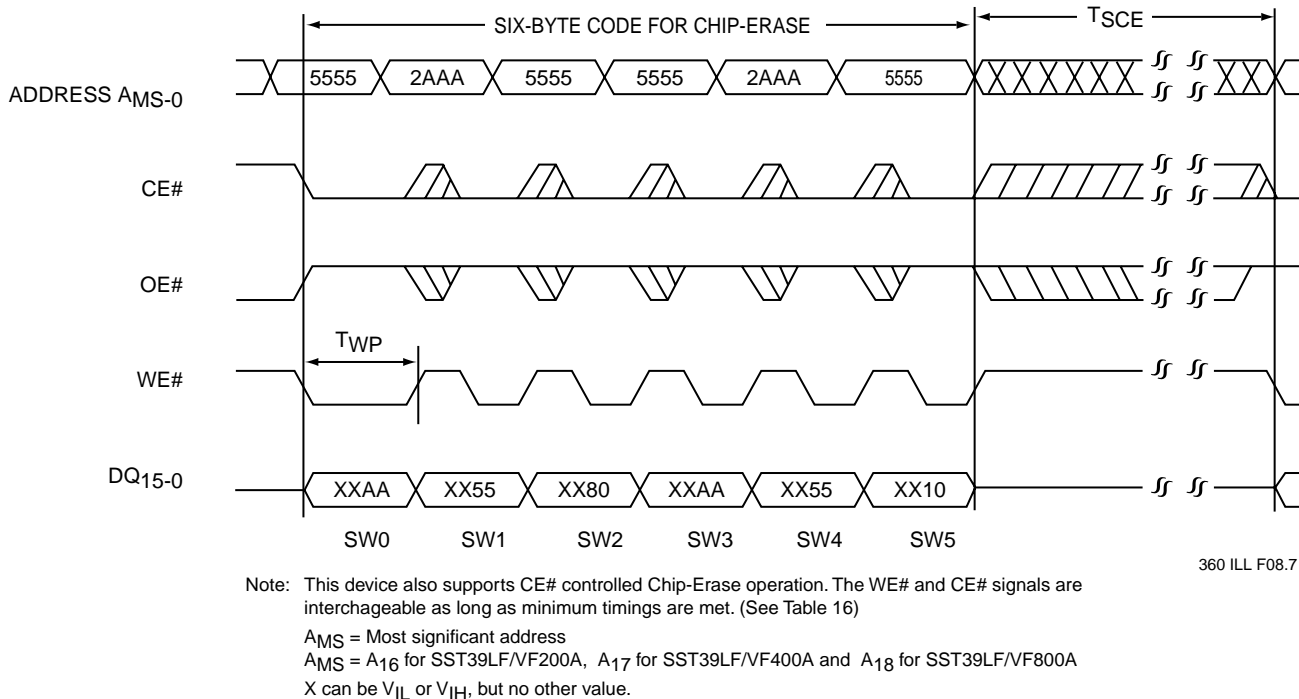 SIX-BYTE CODE FOR CHIP-ERASE
TSCE
ADDRESS AMS-0
5555 2AAA 5555 5555 2AAA 5555
CE#
OE#
TWP
WE#
DQ15-0
XXAA XX55 XX80 XXAA XX55 XX10
SW0 SW1 SW2 SW3 SW4 SW5
360 ILL F08.7
Note: This device also supports CE# controlled Chip-Erase operation. The WE# and CE# signals are
interchageable as long as minimum timings are met. (See Table 16)
AMS = Most significant address
AMS = A16 for SST39LF/VF200A, A17 for SST39LF/VF400A and A18 for SST39LF/VF800A
X can be VIL or VIH, but no other value.